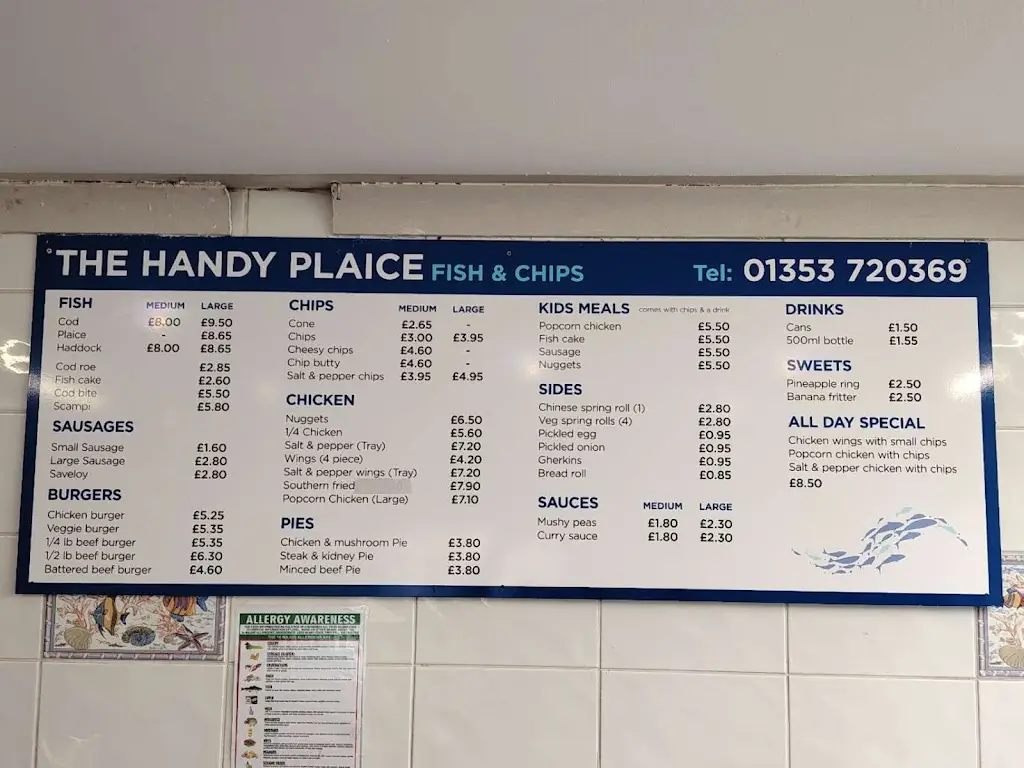 THE HANDY PLAICE FISH & CHIPS Tel: 01353 720369
FISH MEDIUM LARGE
Cod £8.00 £9.50
Plaice - £8.65
Haddock £8.00 £8.65
Cod roe £2.85
Fish cake £2.60
Cod bite £5.50
Scampi £5.80
SAUSAGES
Small Sausage £1.60
Large Sausage £2.80
Saveloy £2.80
BURGERS
Chicken burger £5.25
Veggie burger £5.35
1/4 lb beef burger £5.35
1/2 lb beef burger £6.30
Battered beef burger £4.60
CHIPS MEDIUM LARGE
Cone £2.65 -
Chips £3.00 £3.95
Cheesy chips £4.60 -
Chip butty £4.60 -
Salt & pepper chips £3.95 £4.95
CHICKEN
Nuggets £6.50
1/4 Chicken £5.60
Salt & pepper (Tray) £7.20
Wings (4 piece) £4.20
Salt & pepper wings (Tray) £7.20
Southern fried £7.90
Popcorn Chicken (Large) £7.10
PIES
Chicken & mushroom Pie £3.80
Steak & kidney Pie £3.80
Minced beef Pie £3.80
KIDS MEALS comes with chips & a drink
Popcorn chicken £5.50
Fish cake £5.50
Sausage £5.50
Nuggets £5.50
SIDES
Chinese spring roll (1) £2.80
Veg spring rolls (4) £2.80
Pickled egg £0.95
Pickled onion £0.95
Gherkins £0.95
Bread roll £0.85
SAUCES MEDIUM LARGE
Mushy peas £1.80 £2.30
Curry sauce £1.80 £2.30
DRINKS
Cans £1.50
500ml bottle £1.55
SWEETS
Pineapple ring £2.50
Banana fritter £2.50
ALL DAY SPECIAL
Chicken wings with small chips
Popcorn chicken with chips
Salt & pepper chicken with chips
£8.50
ALLERGY AWARENESS